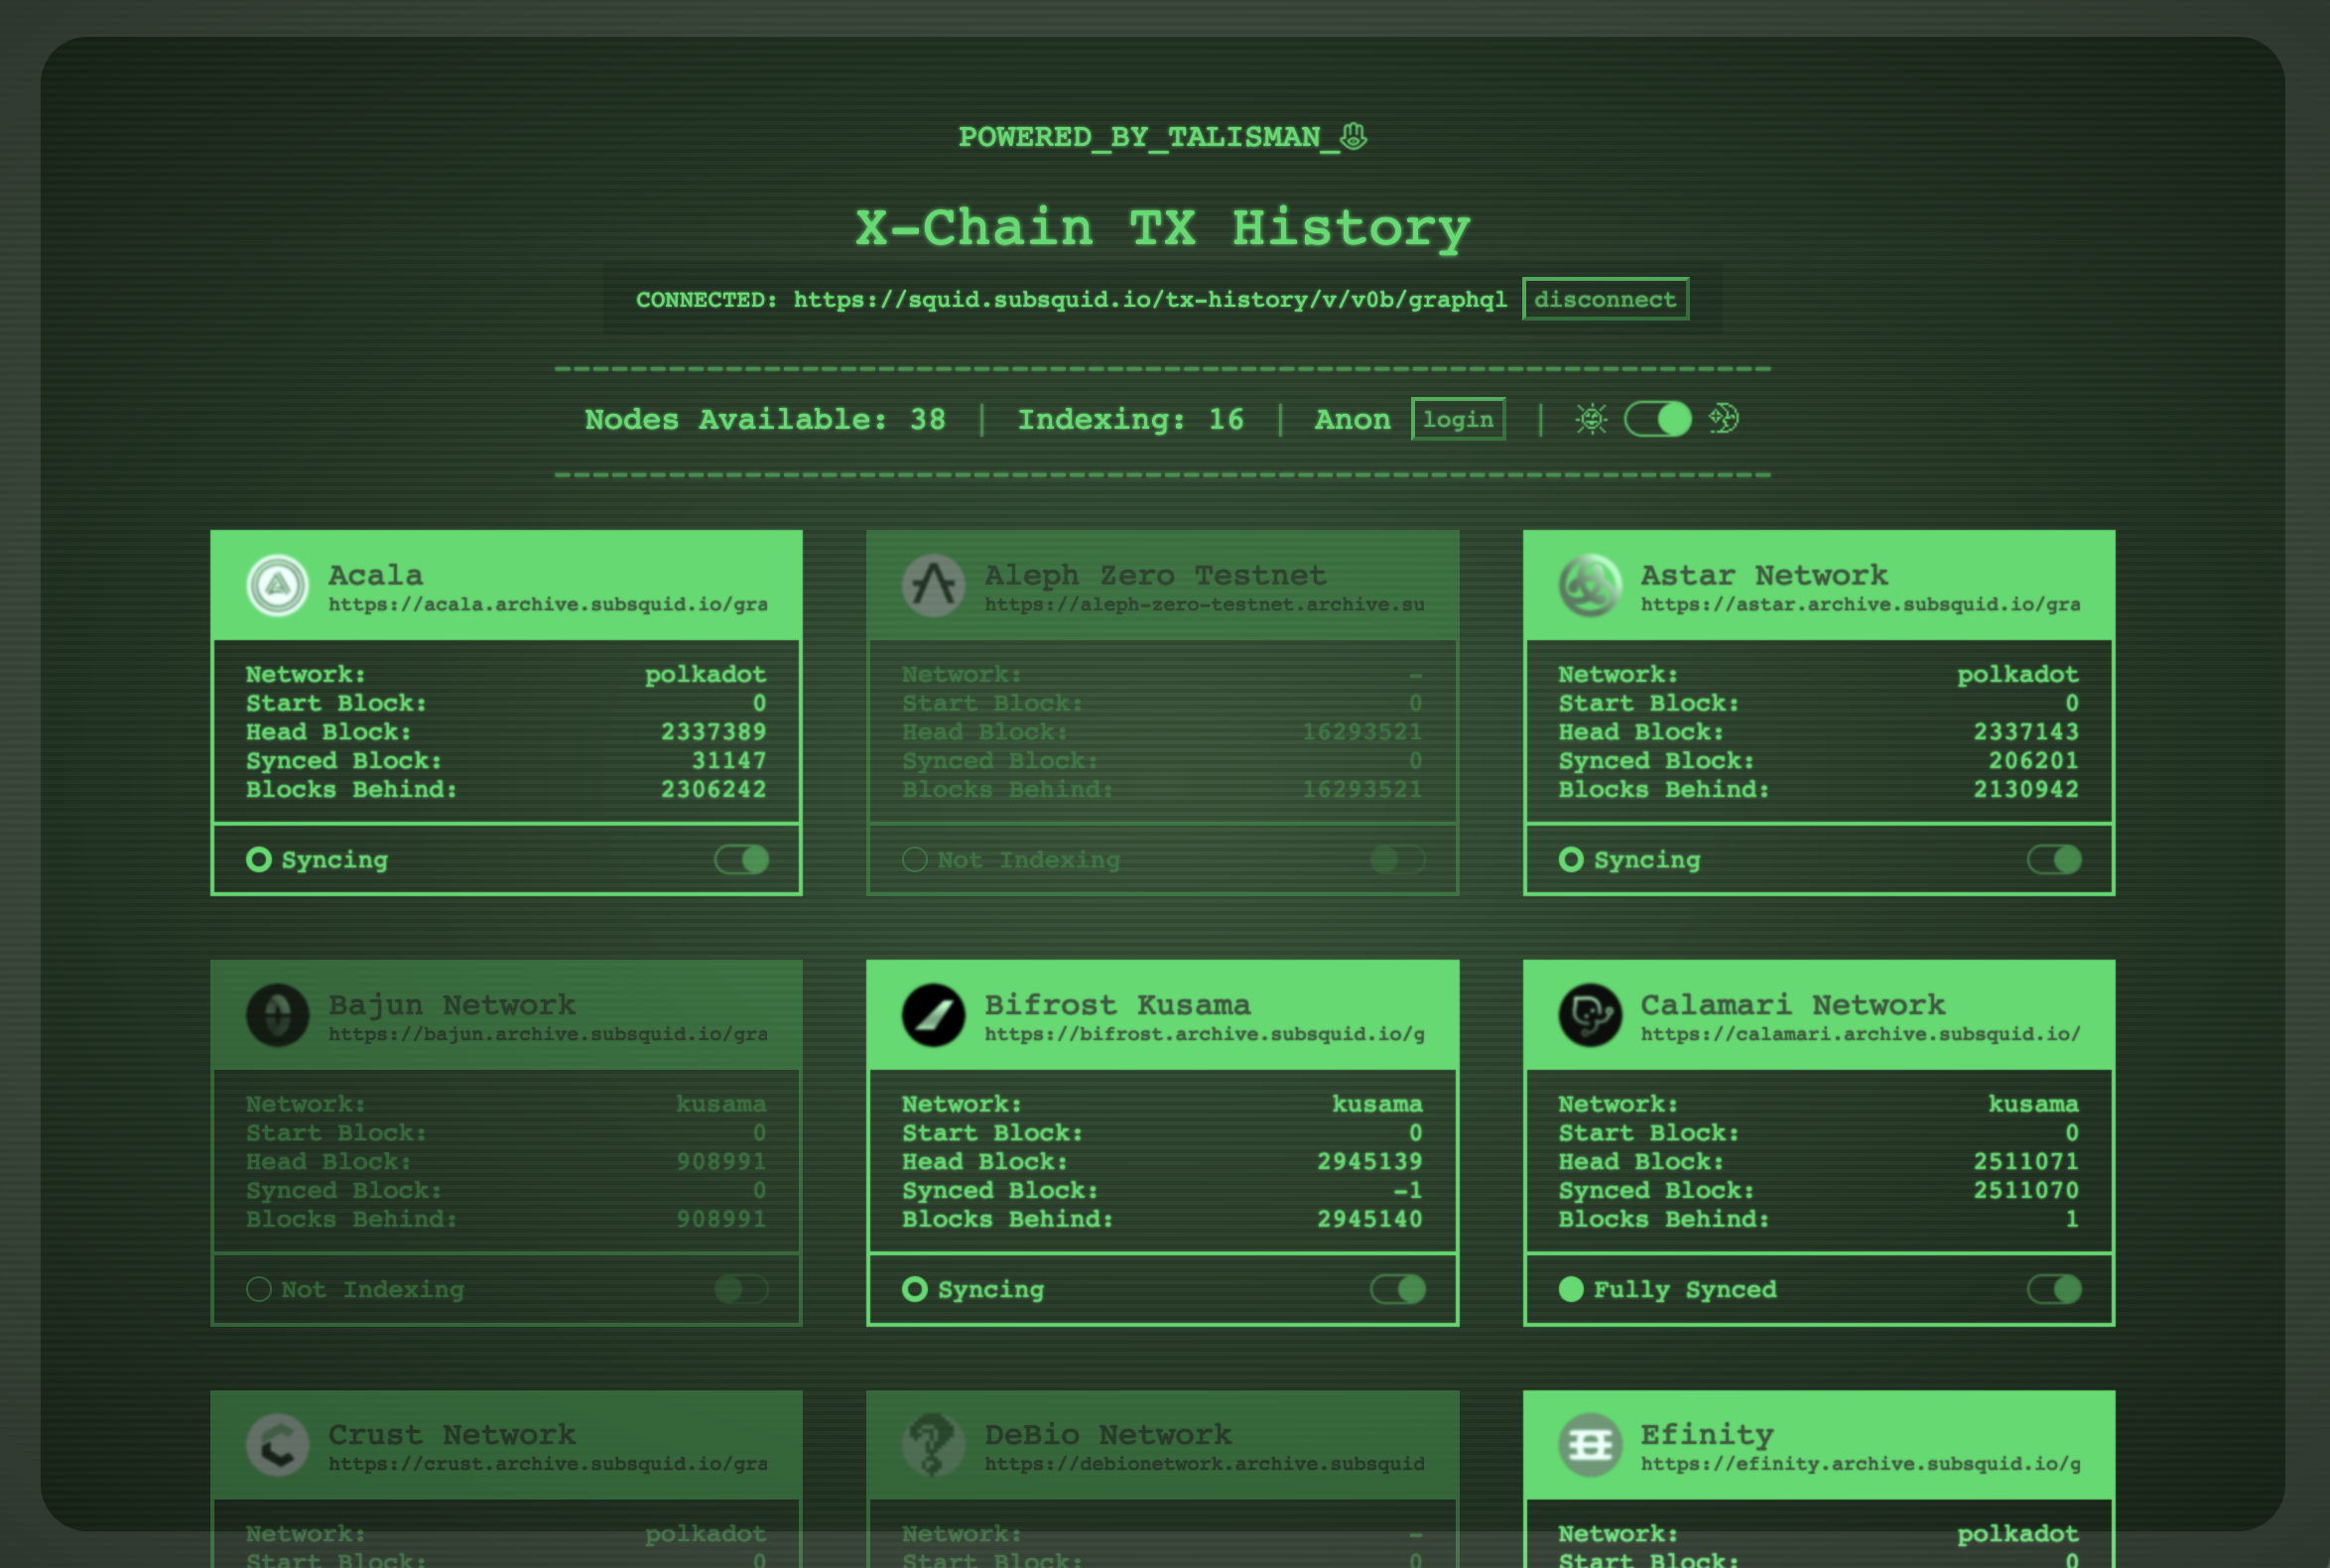 POWERED_BY_TALISMAN_
X-Chain TX History
CONNECTED: https://squid.subsquid.io/tx-history/v/v0b/graphql disconnect
Nodes Available: 38 | Indexing: 16 | Anon login |
Acala
https://acala.archive.subsquid.io/gra
Network: polkadot
Start Block: 0
Head Block: 2337389
Synced Block: 31147
Blocks Behind: 2306242
Syncing
Aleph Zero Testnet
https://aleph-zero-testnet.archive.su
Network: -
Start Block: 0
Head Block: 16293521
Synced Block: 0
Blocks Behind: 16293521
Not Indexing
Astar Network
https://astar.archive.subsquid.io/gra
Network: polkadot
Start Block: 0
Head Block: 2337143
Synced Block: 206201
Blocks Behind: 2130942
Syncing
Bajun Network
https://bajun.archive.subsquid.io/gra
Network: kusama
Start Block: 0
Head Block: 908991
Synced Block: 0
Blocks Behind: 908991
Not Indexing
Bifrost Kusama
https://bifrost.archive.subsquid.io/g
Network: kusama
Start Block: 0
Head Block: 2945139
Synced Block: -1
Blocks Behind: 2945140
Syncing
Calamari Network
https://calamari.archive.subsquid.io/
Network: kusama
Start Block: 0
Head Block: 2511071
Synced Block: 2511070
Blocks Behind: 1
Fully Synced
Crust Network
https://crust.archive.subsquid.io/gra
Network: polkadot
Start Block: 0
DeBio Network
https://debionetwork.archive.subsquid
Network: -
Start Block: 0
Efinity
https://efinity.archive.subsquid.io/g
Network: polkadot
Start Block: 0